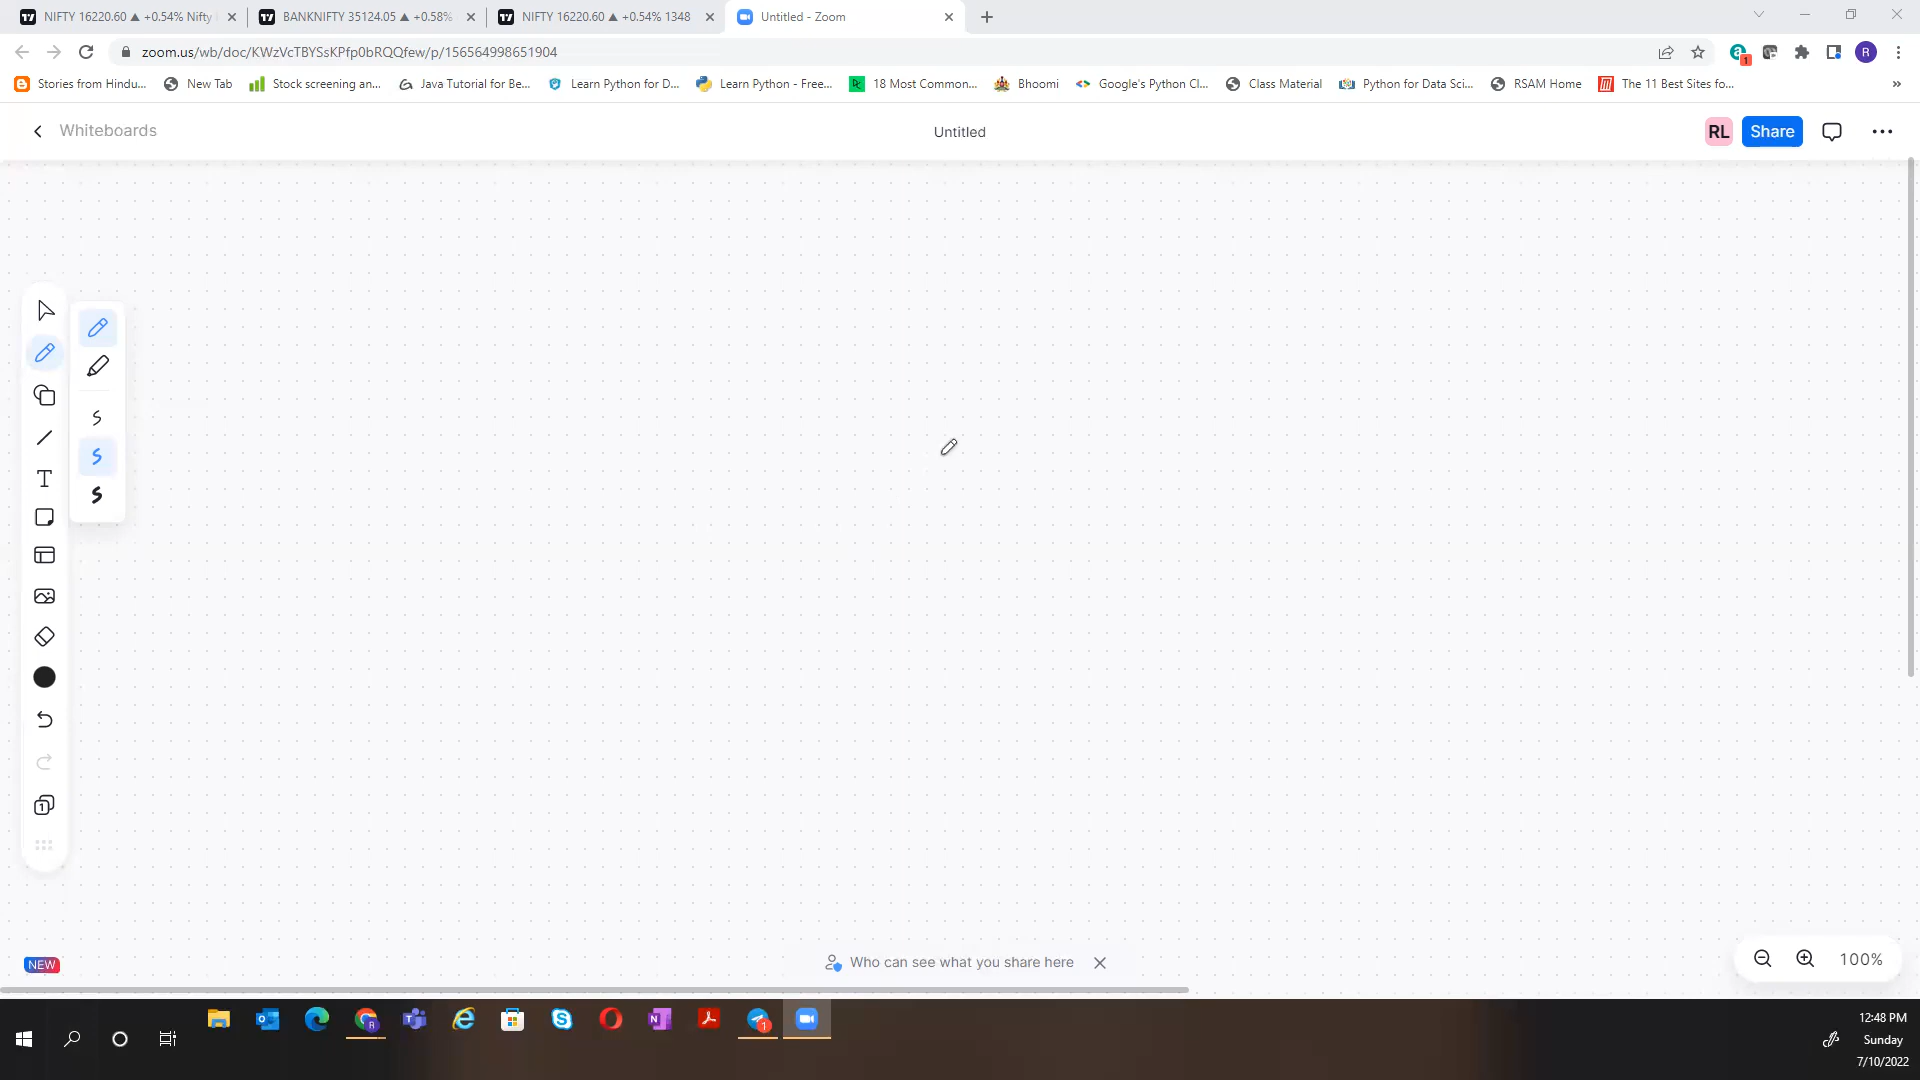 NIFTY 16220.60 ▲ +0.54% Nifty
BANKNIFTY 35124.05 ▲ +0.58%
NIFTY 16220.60 ▲ +0.54% 1348
Untitled - Zoom
zoom.us/wb/doc/KWzVcTBYSsKPfp0bRQQfew/p/156564998651904
1
R
Stories from Hindu...
New Tab
Stock screening an...
Java Tutorial for Be...
Learn Python for D...
Learn Python - Free...
18 Most Common...
Bhoomi
Google's Python Cl...
Class Material
Python for Data Sci...
RSAM Home
The 11 Best Sites fo...
»
Whiteboards
Untitled
RL
Share
T
1
NEW
Who can see what you share here
100%
12:48 PM
Sunday
7/10/2022